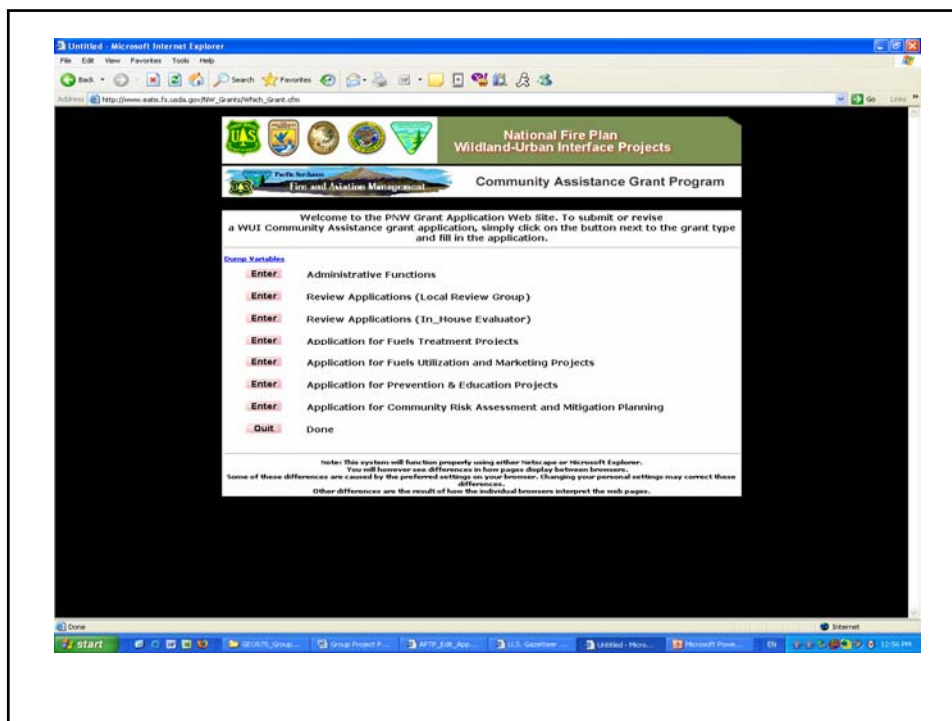 Untitled - Microsoft Internet Explorer
File Edit View Favorites Tools Help
Back Search Favorites
Address http://www.eatis.fs.usda.gov/NW_Grants/Which_Grant.cfm Go Links
UAS
National Fire Plan
Wildland-Urban Interface Projects
UAS
Fire and Aviation Management
Community Assistance Grant Program
Welcome to the PNW Grant Application Web Site. To submit or revise
a WUI Community Assistance grant application, simply click on the button next to the grant type
and fill in the application.
Dump Variables
Enter Administrative Functions
Enter Review Applications (Local Review Group)
Enter Review Applications (In_House Evaluator)
Enter Application for Fuels Treatment Projects
Enter Application for Fuels Utilization and Marketing Projects
Enter Application for Prevention & Education Projects
Enter Application for Community Risk Assessment and Mitigation Planning
Quit Done
Note: This system will function properly using either Netscape or Microsoft Explorer.
You will however see differences in how pages display between browsers.
Some of these differences are caused by the preferred settings on your browser. Changing your personal settings may correct these
differences.
Other differences are the result of how the individual browsers interpret the web pages.
Done Internet
start GEO575_Group... Group Project P... AFTP_Edit_App... U.S. Gazetteer ... Untitled - Micro... Microsoft Powe... EN 12:56 PM